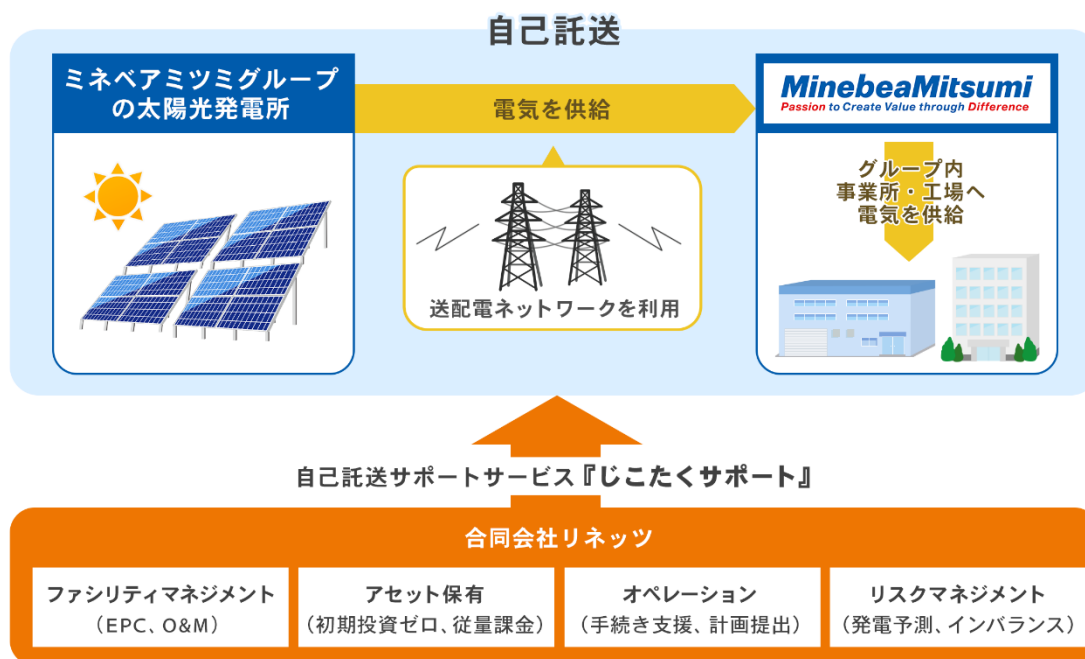 自己託送
ミネベアミツミグループ
の太陽光発電所
電気を供給
MinebeaMitsumi
Passion to Create Value through Difference
グループ内
事業所・工場へ
電気を供給
送配電ネットワークを利用
自己託送サポートサービス『じこたくサポート』
合同会社リネッツ
ファシリティマネジメント
（EPC、O&M）
アセット保有
（初期投資ゼロ、従量課金）
オペレーション
（手続き支援、計画提出）
リスクマネジメント
（発電予測、インバランス）